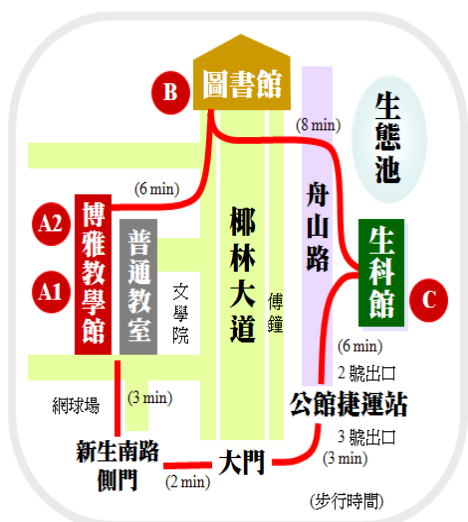 B
圖書館
(8 min)
生態池
(6 min)
A2
A1
博雅教學館
普通教室
文學院
椰林大道
傅鐘
舟山路
生科館
C
(6 min)
2 號出口
公館捷運站
3 號出口
(3 min)
網球場
(3 min)
新生南路
側門
(2 min)
大門
(步行時間)